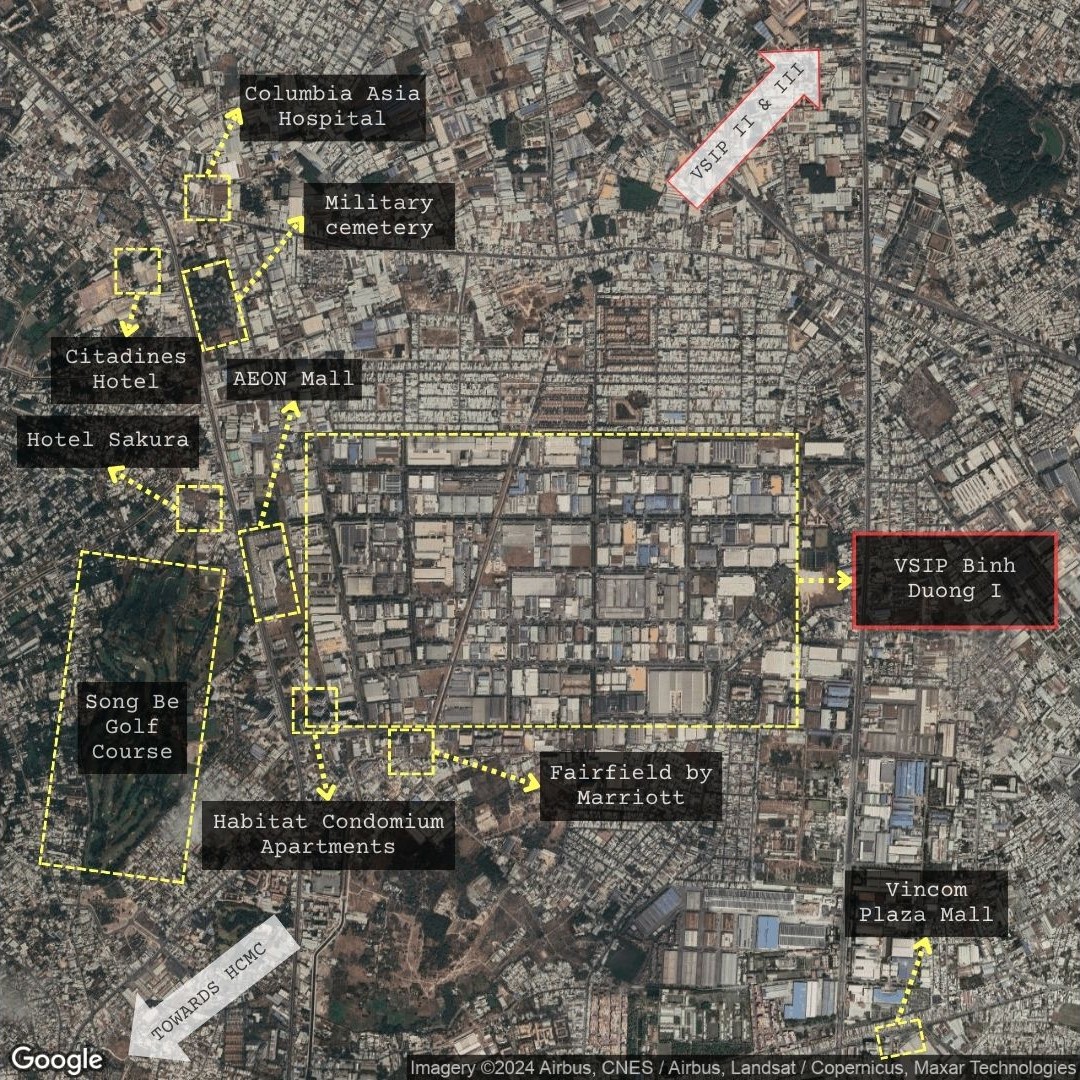 Columbia Asia
Hospital
VSIP II & III
Military
cemetery
Citadines
Hotel
AEON Mall
Hotel Sakura
VSIP Binh
Duong I
Song Be
Golf
Course
Fairfield by
Marriott
Habitat Condomium
Apartments
Vincom
Plaza Mall
TOWARDS HCMC
Google
Imagery ©2024 Airbus, CNES / Airbus, Landsat / Copernicus, Maxar Technologies